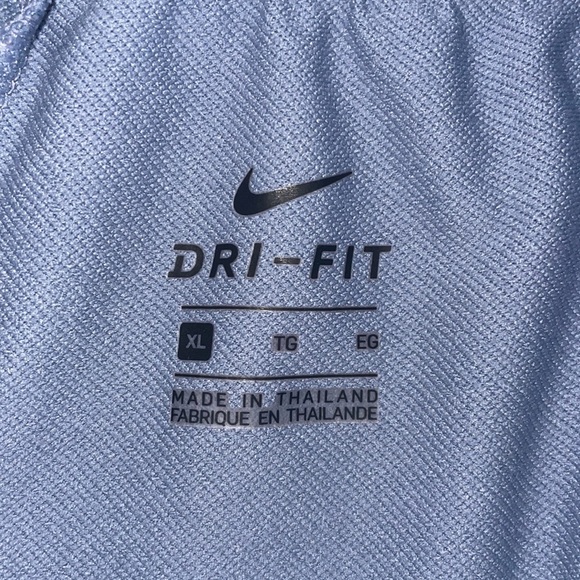 DRI-FIT
XL TG EG
MADE IN THAILAND
FABRIQUE EN THAILANDE